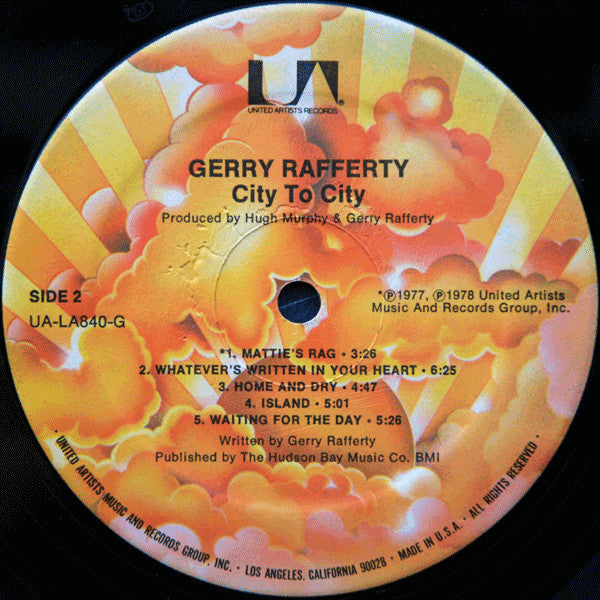 UA®
UNITED ARTISTS RECORDS
GERRY RAFFERTY
City To City
Produced by Hugh Murphy & Gerry Rafferty
SIDE 2
UA-LA840-G
*Ⓟ1977, Ⓟ1978 United Artists
Music And Records Group, Inc.
*1. MATTIE'S RAG • 3:26
2. WHATEVER'S WRITTEN IN YOUR HEART • 6:25
3. HOME AND DRY • 4:47
4. ISLAND • 5:01
5. WAITING FOR THE DAY • 5:26
Written by Gerry Rafferty
Published by The Hudson Bay Music Co. BMI
• UNITED ARTISTS MUSIC AND RECORDS GROUP, INC. • LOS ANGELES, CALIFORNIA 90028 • MADE IN U.S.A. • ALL RIGHTS RESERVED •